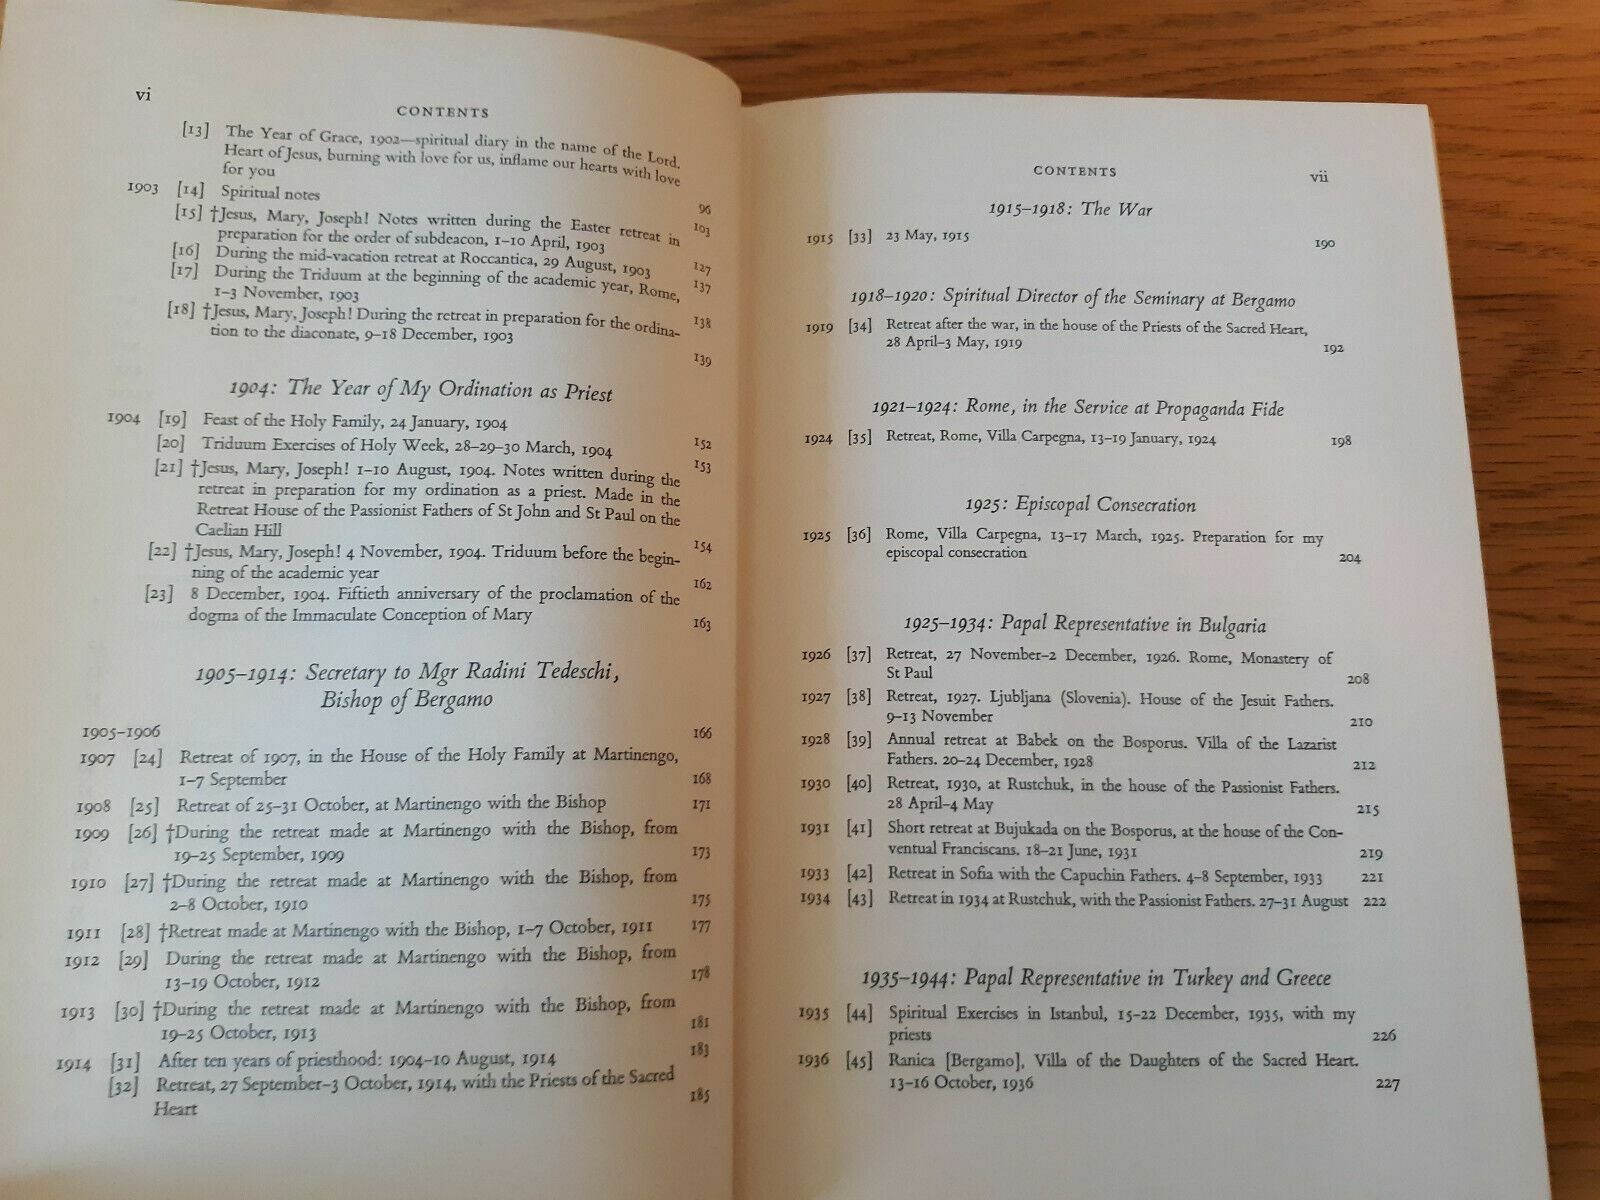 vi
CONTENTS
[13] The Year of Grace, 1902—spiritual diary in the name of the Lord.
Heart of Jesus, burning with love for us, inflame our hearts with love
for you 96
1903 [14] Spiritual notes 103
[15] †Jesus, Mary, Joseph! Notes written during the Easter retreat in
preparation for the order of subdeacon, 1–10 April, 1903 127
[16] During the mid-vacation retreat at Roccantica, 29 August, 1903 137
[17] During the Triduum at the beginning of the academic year, Rome,
1–3 November, 1903 138
[18] †Jesus, Mary, Joseph! During the retreat in preparation for the ordina-
tion to the diaconate, 9–18 December, 1903 139
1904: The Year of My Ordination as Priest
1904 [19] Feast of the Holy Family, 24 January, 1904 152
[20] Triduum Exercises of Holy Week, 28–29–30 March, 1904 153
[21] †Jesus, Mary, Joseph! 1–10 August, 1904. Notes written during the
retreat in preparation for my ordination as a priest. Made in the
Retreat House of the Passionist Fathers of St John and St Paul on the
Caelian Hill 154
[22] †Jesus, Mary, Joseph! 4 November, 1904. Triduum before the begin-
ning of the academic year 162
[23] 8 December, 1904. Fiftieth anniversary of the proclamation of the
dogma of the Immaculate Conception of Mary 163
1905–1914: Secretary to Mgr Radini Tedeschi,
Bishop of Bergamo
1905–1906 166
1907 [24] Retreat of 1907, in the House of the Holy Family at Martinengo,
1–7 September 168
1908 [25] Retreat of 25–31 October, at Martinengo with the Bishop 171
1909 [26] †During the retreat made at Martinengo with the Bishop, from
19–25 September, 1909 173
1910 [27] †During the retreat made at Martinengo with the Bishop, from
2–8 October, 1910 175
1911 [28] †Retreat made at Martinengo with the Bishop, 1–7 October, 1911 177
1912 [29] During the retreat made at Martinengo with the Bishop, from
13–19 October, 1912 178
1913 [30] †During the retreat made at Martinengo with the Bishop, from
19–25 October, 1913 181
1914 [31] After ten years of priesthood: 1904–10 August, 1914 183
[32] Retreat, 27 September–3 October, 1914, with the Priests of the Sacred
Heart 185
CONTENTS vii
1915–1918: The War
1915 [33] 23 May, 1915 190
1918–1920: Spiritual Director of the Seminary at Bergamo
1919 [34] Retreat after the war, in the house of the Priests of the Sacred Heart,
28 April–3 May, 1919 192
1921–1924: Rome, in the Service at Propaganda Fide
1924 [35] Retreat, Rome, Villa Carpegna, 13–19 January, 1924 198
1925: Episcopal Consecration
1925 [36] Rome, Villa Carpegna, 13–17 March, 1925. Preparation for my
episcopal consecration 204
1925–1934: Papal Representative in Bulgaria
1926 [37] Retreat, 27 November–2 December, 1926. Rome, Monastery of
St Paul 208
1927 [38] Retreat, 1927. Ljubljana (Slovenia). House of the Jesuit Fathers.
9–13 November 210
1928 [39] Annual retreat at Babek on the Bosporus. Villa of the Lazarist
Fathers. 20–24 December, 1928 212
1930 [40] Retreat, 1930, at Rustchuk, in the house of the Passionist Fathers.
28 April–4 May 215
1931 [41] Short retreat at Bujukada on the Bosporus, at the house of the Con-
ventual Franciscans. 18–21 June, 1931 219
1933 [42] Retreat in Sofia with the Capuchin Fathers. 4–8 September, 1933 221
1934 [43] Retreat in 1934 at Rustchuk, with the Passionist Fathers. 27–31 August 222
1935–1944: Papal Representative in Turkey and Greece
1935 [44] Spiritual Exercises in Istanbul, 15–22 December, 1935, with my
priests 226
1936 [45] Ranica [Bergamo], Villa of the Daughters of the Sacred Heart.
13–16 October, 1936 227